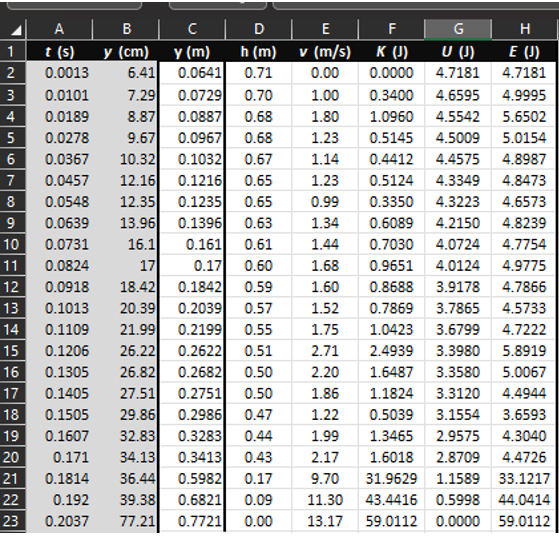 A B C D E F G H
1 t (s) y (cm) y (m) h (m) v (m/s) K (J) U (J) E (J)
2 0.0013 6.41 0.0641 0.71 0.00 0.0000 4.7181 4.7181
3 0.0101 7.29 0.0729 0.70 1.00 0.3400 4.6595 4.9995
4 0.0189 8.87 0.0887 0.68 1.80 1.0960 4.5542 5.6502
5 0.0278 9.67 0.0967 0.68 1.23 0.5145 4.5009 5.0154
6 0.0367 10.32 0.1032 0.67 1.14 0.4412 4.4575 4.8987
7 0.0457 12.16 0.1216 0.65 1.23 0.5124 4.3349 4.8473
8 0.0548 12.35 0.1235 0.65 0.99 0.3350 4.3223 4.6573
9 0.0639 13.96 0.1396 0.63 1.34 0.6089 4.2150 4.8239
10 0.0731 16.1 0.161 0.61 1.44 0.7030 4.0724 4.7754
11 0.0824 17 0.17 0.60 1.68 0.9651 4.0124 4.9775
12 0.0918 18.42 0.1842 0.59 1.60 0.8688 3.9178 4.7866
13 0.1013 20.39 0.2039 0.57 1.52 0.7869 3.7865 4.5733
14 0.1109 21.99 0.2199 0.55 1.75 1.0423 3.6799 4.7222
15 0.1206 26.22 0.2622 0.51 2.71 2.4939 3.3980 5.8919
16 0.1305 26.82 0.2682 0.50 2.20 1.6487 3.3580 5.0067
17 0.1405 27.51 0.2751 0.50 1.86 1.1824 3.3120 4.4944
18 0.1505 29.86 0.2986 0.47 1.22 0.5039 3.1554 3.6593
19 0.1607 32.83 0.3283 0.44 1.99 1.3465 2.9575 4.3040
20 0.171 34.13 0.3413 0.43 2.17 1.6018 2.8709 4.4726
21 0.1814 36.44 0.5982 0.17 9.70 31.9629 1.1589 33.1217
22 0.192 39.38 0.6821 0.09 11.30 43.4416 0.5998 44.0414
23 0.2037 77.21 0.7721 0.00 13.17 59.0112 0.0000 59.0112